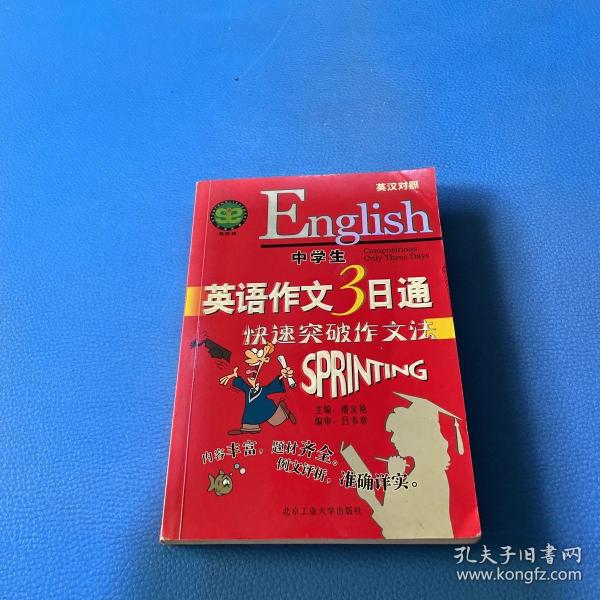 英汉对照
English
Compositions
Only Three Days
中学生
英语作文3日通
快速突破作文法
SPRINTING
主编：潘宝艳
编审：吕书章
内容丰富，题材齐全。
例文评析，准确详实。
北京工业大学出版社
孔夫子旧书网
www.kongfz.com